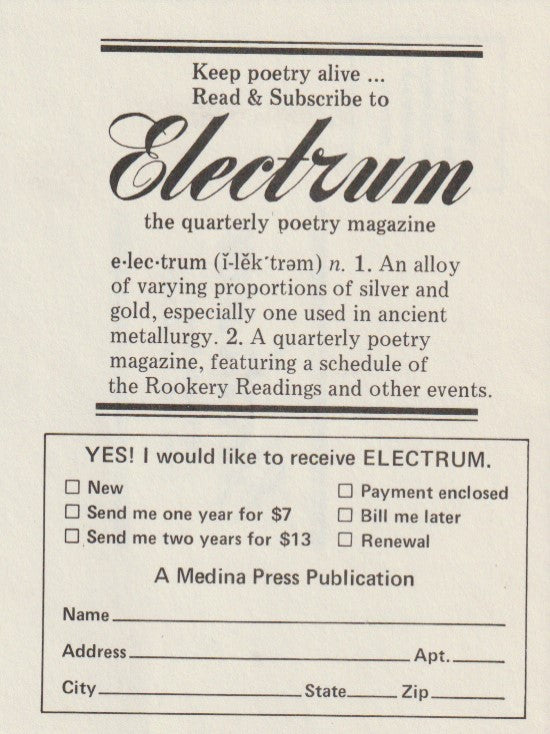 Keep poetry alive ...
Read & Subscribe to
Electrum
the quarterly poetry magazine
e·lec·trum (ĭ-lĕk′trəm) n. 1. An alloy
of varying proportions of silver and
gold, especially one used in ancient
metallurgy. 2. A quarterly poetry
magazine, featuring a schedule of
the Rookery Readings and other events.
YES! I would like to receive ELECTRUM.
☐ New ☐ Payment enclosed
☐ Send me one year for $7 ☐ Bill me later
☐ Send me two years for $13 ☐ Renewal
A Medina Press Publication
Name
Address Apt.
City State Zip